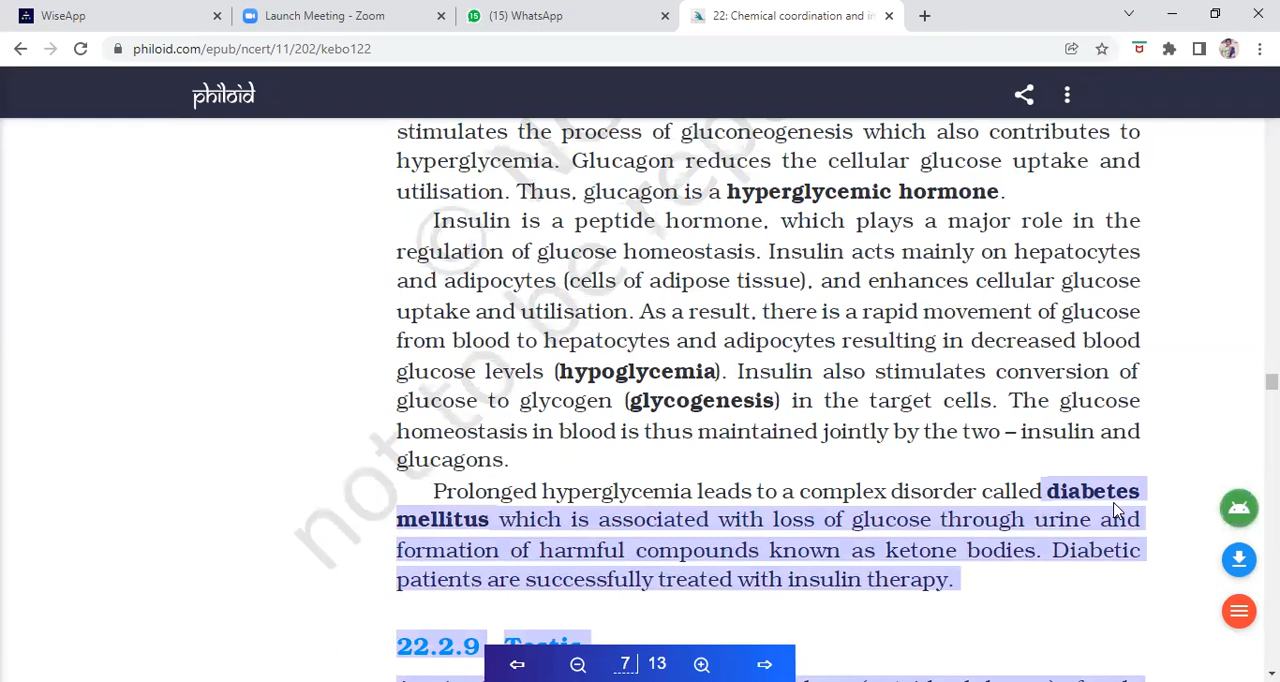 WiseApp
Launch Meeting - Zoom
(15) WhatsApp
22: Chemical coordination and in
philoid.com/epub/ncert/11/202/kebo122
philoid
stimulates the process of gluconeogenesis which also contributes to
hyperglycemia. Glucagon reduces the cellular glucose uptake and
utilisation. Thus, glucagon is a hyperglycemic hormone.
Insulin is a peptide hormone, which plays a major role in the
regulation of glucose homeostasis. Insulin acts mainly on hepatocytes
and adipocytes (cells of adipose tissue), and enhances cellular glucose
uptake and utilisation. As a result, there is a rapid movement of glucose
from blood to hepatocytes and adipocytes resulting in decreased blood
glucose levels (hypoglycemia). Insulin also stimulates conversion of
glucose to glycogen (glycogenesis) in the target cells. The glucose
homeostasis in blood is thus maintained jointly by the two – insulin and
glucagons.
Prolonged hyperglycemia leads to a complex disorder called diabetes
mellitus which is associated with loss of glucose through urine and
formation of harmful compounds known as ketone bodies. Diabetic
patients are successfully treated with insulin therapy.
22.2.9 Testis
7 13
not to be repu